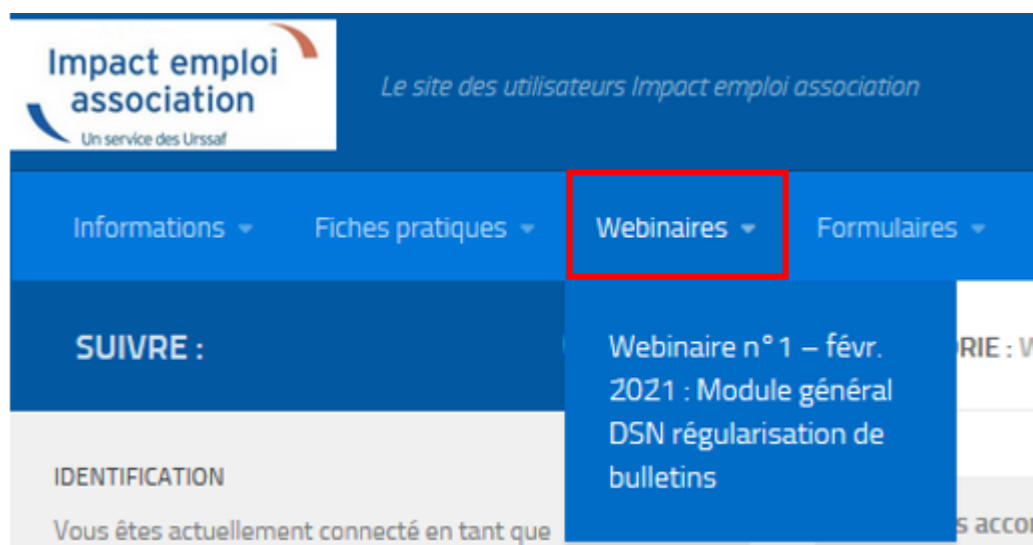 Impact emploi
association
Un service des Urssaf
Le site des utilisateurs Impact emploi association
Informations
Fiches pratiques
Webinaires
Formulaires
SUIVRE :
Webinaire n°1 – févr.
2021 : Module général
DSN régularisation de
bulletins
RIE :
IDENTIFICATION
Vous êtes actuellement connecté en tant que